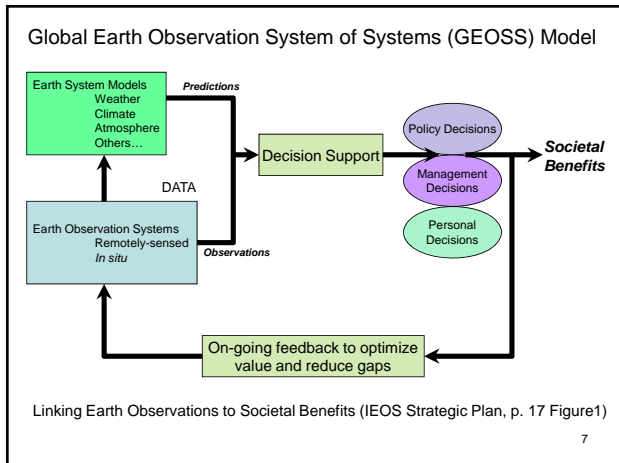 Global Earth Observation System of Systems (GEOSS) Model
Earth System Models
Weather
Climate
Atmosphere
Others…
Predictions
DATA
Earth Observation Systems
Remotely-sensed
In situ
Observations
Decision Support
Policy Decisions
Management
Decisions
Personal
Decisions
Societal
Benefits
On-going feedback to optimize
value and reduce gaps
Linking Earth Observations to Societal Benefits (IEOS Strategic Plan, p. 17 Figure1)
7